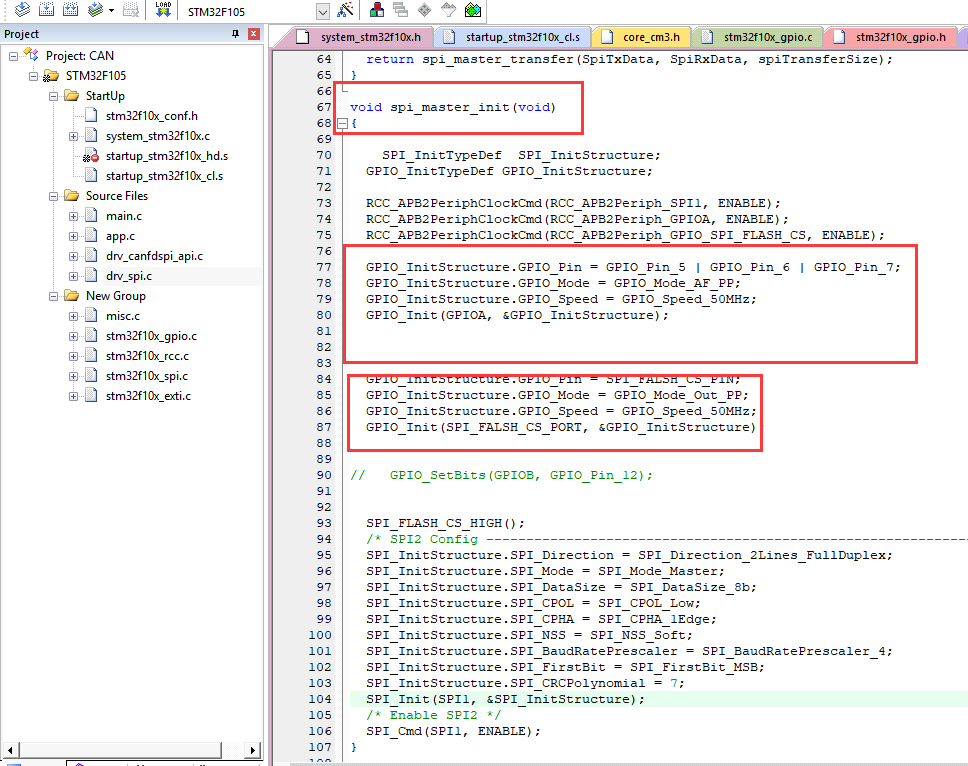 LOAD
STM32F105
Project
Project: CAN
STM32F105
StartUp
stm32f10x_conf.h
system_stm32f10x.c
startup_stm32f10x_hd.s
startup_stm32f10x_cl.s
Source Files
main.c
app.c
drv_canfdspi_api.c
drv_spi.c
New Group
misc.c
stm32f10x_gpio.c
stm32f10x_rcc.c
stm32f10x_spi.c
stm32f10x_exti.c
system_stm32f10x.h startup_stm32f10x_cl.s core_cm3.h stm32f10x_gpio.c stm32f10x_gpio.h
64 return spi_master_transfer(SpiTxData, SpiRxData, spiTransferSize);
65 }
66
67 void spi_master_init(void)
68 {
69
70 SPI_InitTypeDef SPI_InitStructure;
71 GPIO_InitTypeDef GPIO_InitStructure;
72
73 RCC_APB2PeriphClockCmd(RCC_APB2Periph_SPI1, ENABLE);
74 RCC_APB2PeriphClockCmd(RCC_APB2Periph_GPIOA, ENABLE);
75 RCC_APB2PeriphClockCmd(RCC_APB2Periph_GPIO_SPI_FLASH_CS, ENABLE);
76
77 GPIO_InitStructure.GPIO_Pin = GPIO_Pin_5 | GPIO_Pin_6 | GPIO_Pin_7;
78 GPIO_InitStructure.GPIO_Mode = GPIO_Mode_AF_PP;
79 GPIO_InitStructure.GPIO_Speed = GPIO_Speed_50MHz;
80 GPIO_Init(GPIOA, &GPIO_InitStructure);
81
82
83
84 GPIO_InitStructure.GPIO_Pin = SPI_FALSH_CS_PIN;
85 GPIO_InitStructure.GPIO_Mode = GPIO_Mode_Out_PP;
86 GPIO_InitStructure.GPIO_Speed = GPIO_Speed_50MHz;
87 GPIO_Init(SPI_FALSH_CS_PORT, &GPIO_InitStructure)
88
89
90 // GPIO_SetBits(GPIOB, GPIO_Pin_12);
91
92
93 SPI_FLASH_CS_HIGH();
94 /* SPI2 Config ------------------------------------------------------------
95 SPI_InitStructure.SPI_Direction = SPI_Direction_2Lines_FullDuplex;
96 SPI_InitStructure.SPI_Mode = SPI_Mode_Master;
97 SPI_InitStructure.SPI_DataSize = SPI_DataSize_8b;
98 SPI_InitStructure.SPI_CPOL = SPI_CPOL_Low;
99 SPI_InitStructure.SPI_CPHA = SPI_CPHA_1Edge;
100 SPI_InitStructure.SPI_NSS = SPI_NSS_Soft;
101 SPI_InitStructure.SPI_BaudRatePrescaler = SPI_BaudRatePrescaler_4;
102 SPI_InitStructure.SPI_FirstBit = SPI_FirstBit_MSB;
103 SPI_InitStructure.SPI_CRCPolynomial = 7;
104 SPI_Init(SPI1, &SPI_InitStructure);
105 /* Enable SPI2 */
106 SPI_Cmd(SPI1, ENABLE);
107 }